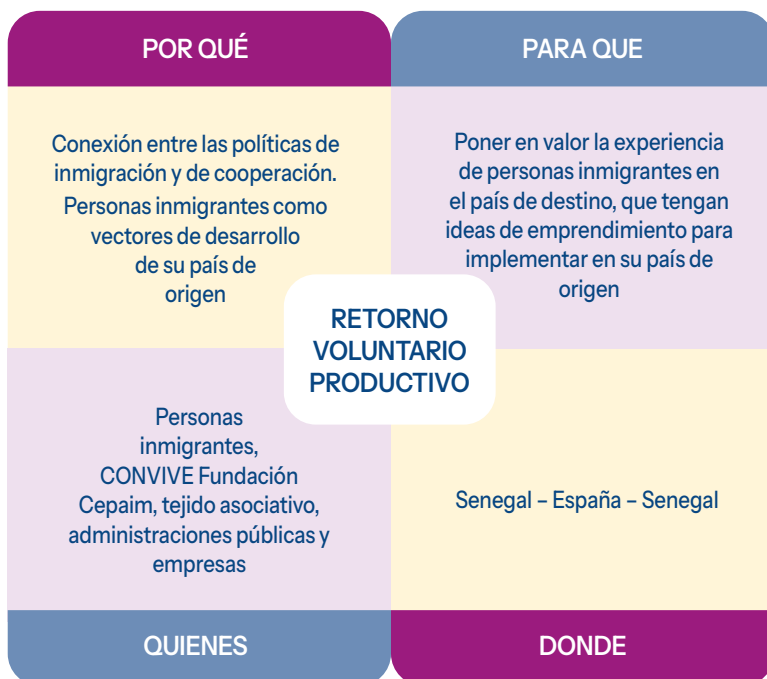 POR QUÉ
Conexión entre las políticas de
inmigración y de cooperación.
Personas inmigrantes como
vectores de desarrollo
de su país de
origen
PARA QUE
Poner en valor la experiencia
de personas inmigrantes en
el país de destino, que tengan
ideas de emprendimiento para
implementar en su país de
origen
RETORNO
VOLUNTARIO
PRODUCTIVO
Personas
inmigrantes,
CONVIVE Fundación
Cepaim, tejido asociativo,
administraciones públicas y
empresas
QUIENES
Senegal – España – Senegal
DONDE